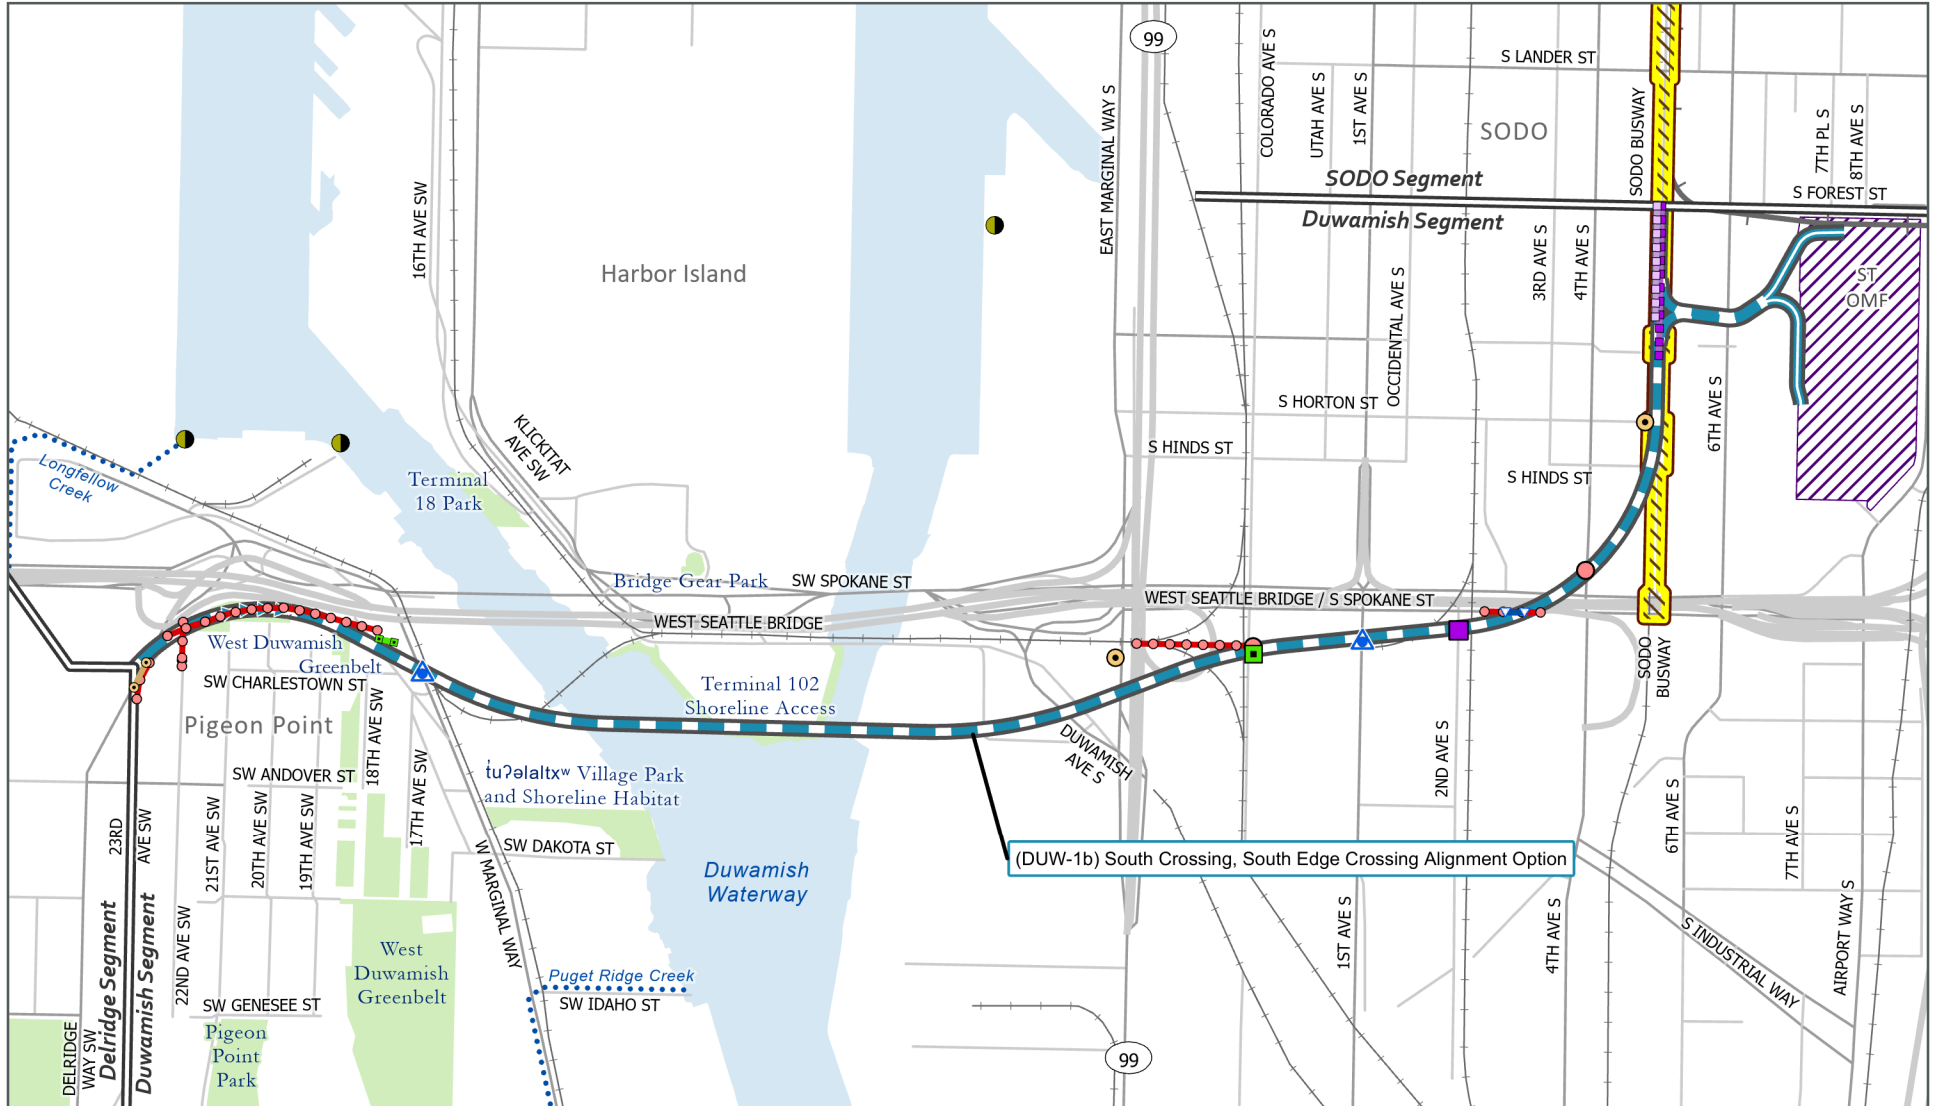 99
S LANDER ST
COLORADO AVE S
UTAH AVE S
1ST AVE S
EAST MARGINAL WAY S
SODO
SODO BUSWAY
7TH PL S
8TH AVE S
SODO Segment
Duwamish Segment
S FOREST ST
16TH AVE SW
Harbor Island
3RD AVE S
4TH AVE S
OCCIDENTAL AVE S
ST
OMF
6TH AVE S
S HORTON ST
S HINDS ST
S HINDS ST
KLICKITAT
AVE SW
Longfellow
Creek
Terminal
18 Park
Bridge Gear Park
SW SPOKANE ST
WEST SEATTLE BRIDGE / S SPOKANE ST
WEST SEATTLE BRIDGE
West Duwamish
Greenbelt
SW CHARLESTOWN ST
Pigeon Point
18TH AVE SW
Terminal 102
Shoreline Access
SODO
BUSWAY
DUWAMISH
AVE S
2ND AVE S
SW ANDOVER ST
17TH AVE SW
t̓uʔəlaltxʷ Village Park
and Shoreline Habitat
23RD
AVE SW
21ST AVE SW
20TH AVE SW
19TH AVE SW
6TH AVE S
7TH AVE S
SW DAKOTA ST
W MARGINAL WAY SW
(DUW-1b) South Crossing, South Edge Crossing Alignment Option
Duwamish
Waterway
Delridge Segment
Duwamish Segment
22ND AVE SW
West
Duwamish
Greenbelt
1ST AVE S
4TH AVE S
S INDUSTRIAL WAY
AIRPORT WAY S
Puget Ridge Creek
SW IDAHO ST
SW GENESEE ST
Pigeon
Point
Park
DELRIDGE
WAY SW
99